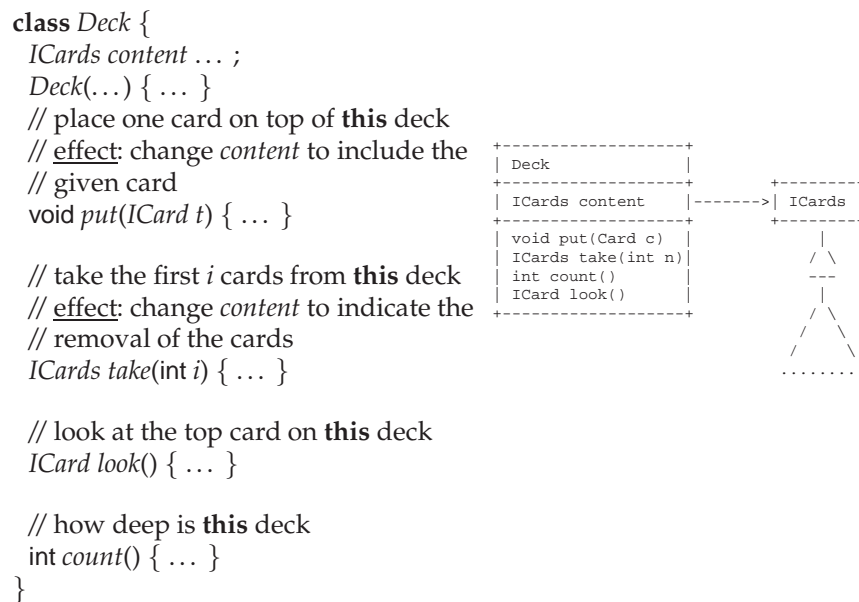 class Deck {
ICards content ... ;
Deck(...) { ... }
// place one card on top of this deck
// effect: change content to include the
// given card
void put(ICard t) { ... }
// take the first i cards from this deck
// effect: change content to indicate the
// removal of the cards
ICards take(int i) { ... }
// look at the top card on this deck
ICard look() { ... }
// how deep is this deck
int count() { ... }
}
Deck
ICards content
void put(Card c)
ICards take(int n)
int count()
ICard look()
ICards